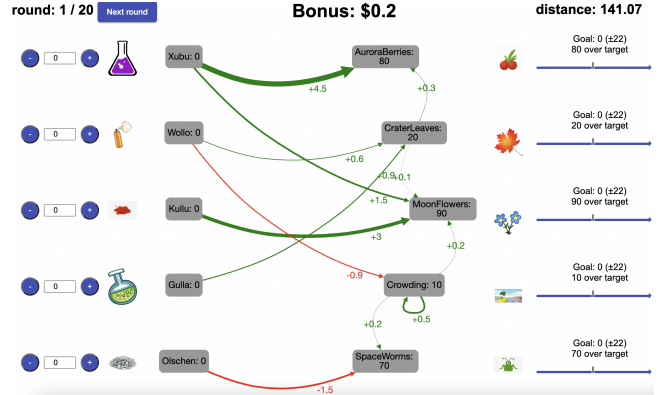 round: 1 / 20
Next round
Bonus: $0.2
distance: 141.07
- 0 +
Xubu: 0
AuroraBerries:
80
Goal: 0 (±22)
80 over target
+4.5
+0.3
- 0 +
Wollo: 0
CraterLeaves:
20
Goal: 0 (±22)
20 over target
+0.6
+0.9
+0.1
+1.5
- 0 +
Kullu: 0
MoonFlowers:
90
Goal: 0 (±22)
90 over target
+3
+0.2
-0.9
- 0 +
Gulla: 0
Crowding: 10
Goal: 0 (±22)
10 over target
+0.5
+0.2
- 0 +
Olschen: 0
SpaceWorms:
70
Goal: 0 (±22)
70 over target
-1.5